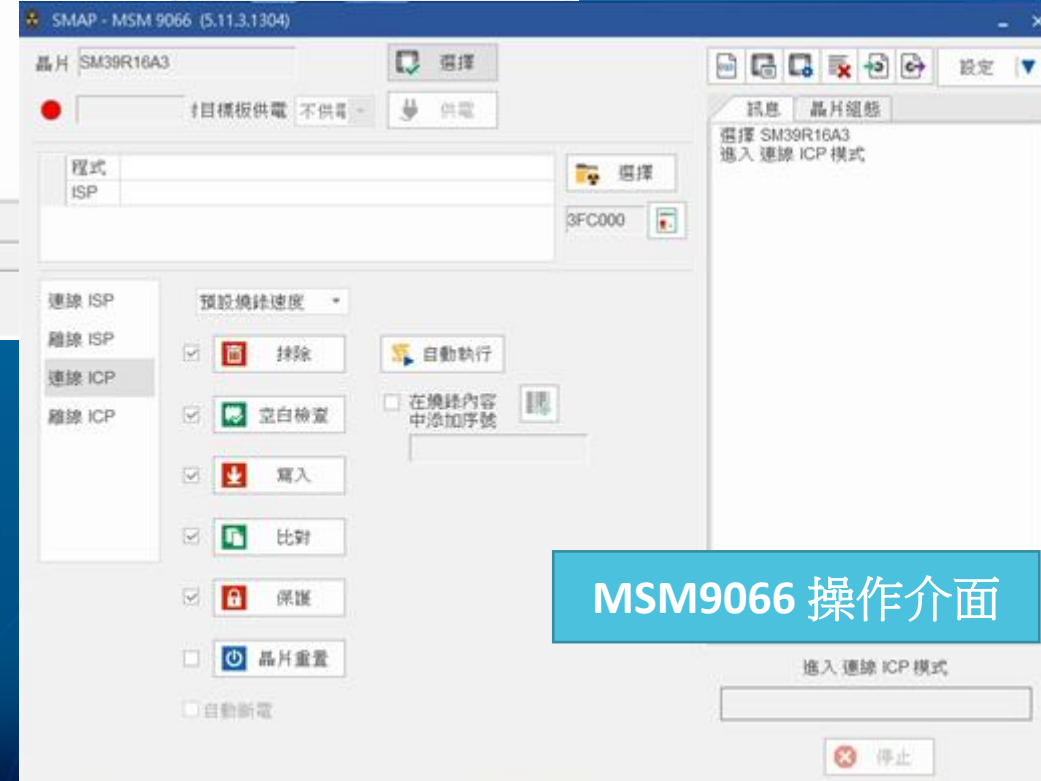 SMAP - MSM 9066 (5.11.3.1304)
晶片 SM39R16A3
選擇
目標板供電 不供電
供電
設定
訊息 晶片組態
選擇 SM39R16A3
進入 連線 ICP 模式
程式
ISP
選擇
3FC000
連線 ISP
離線 ISP
連線 ICP
離線 ICP
預設燒錄速度
抹除
自動執行
空白檢查
在燒錄內容
中添加序號
寫入
比對
保護
晶片重置
自動斷電
MSM9066 操作介面
進入 連線 ICP 模式
停止